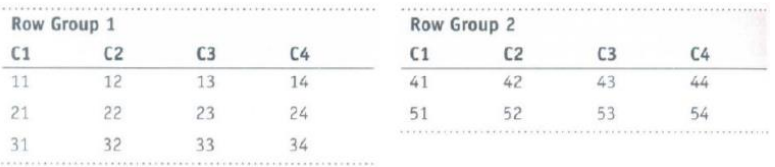 Row Group 1
C1 C2 C3 C4
11 12 13 14
21 22 23 24
31 32 33 34
Row Group 2
C1 C2 C3 C4
41 42 43 44
51 52 53 54